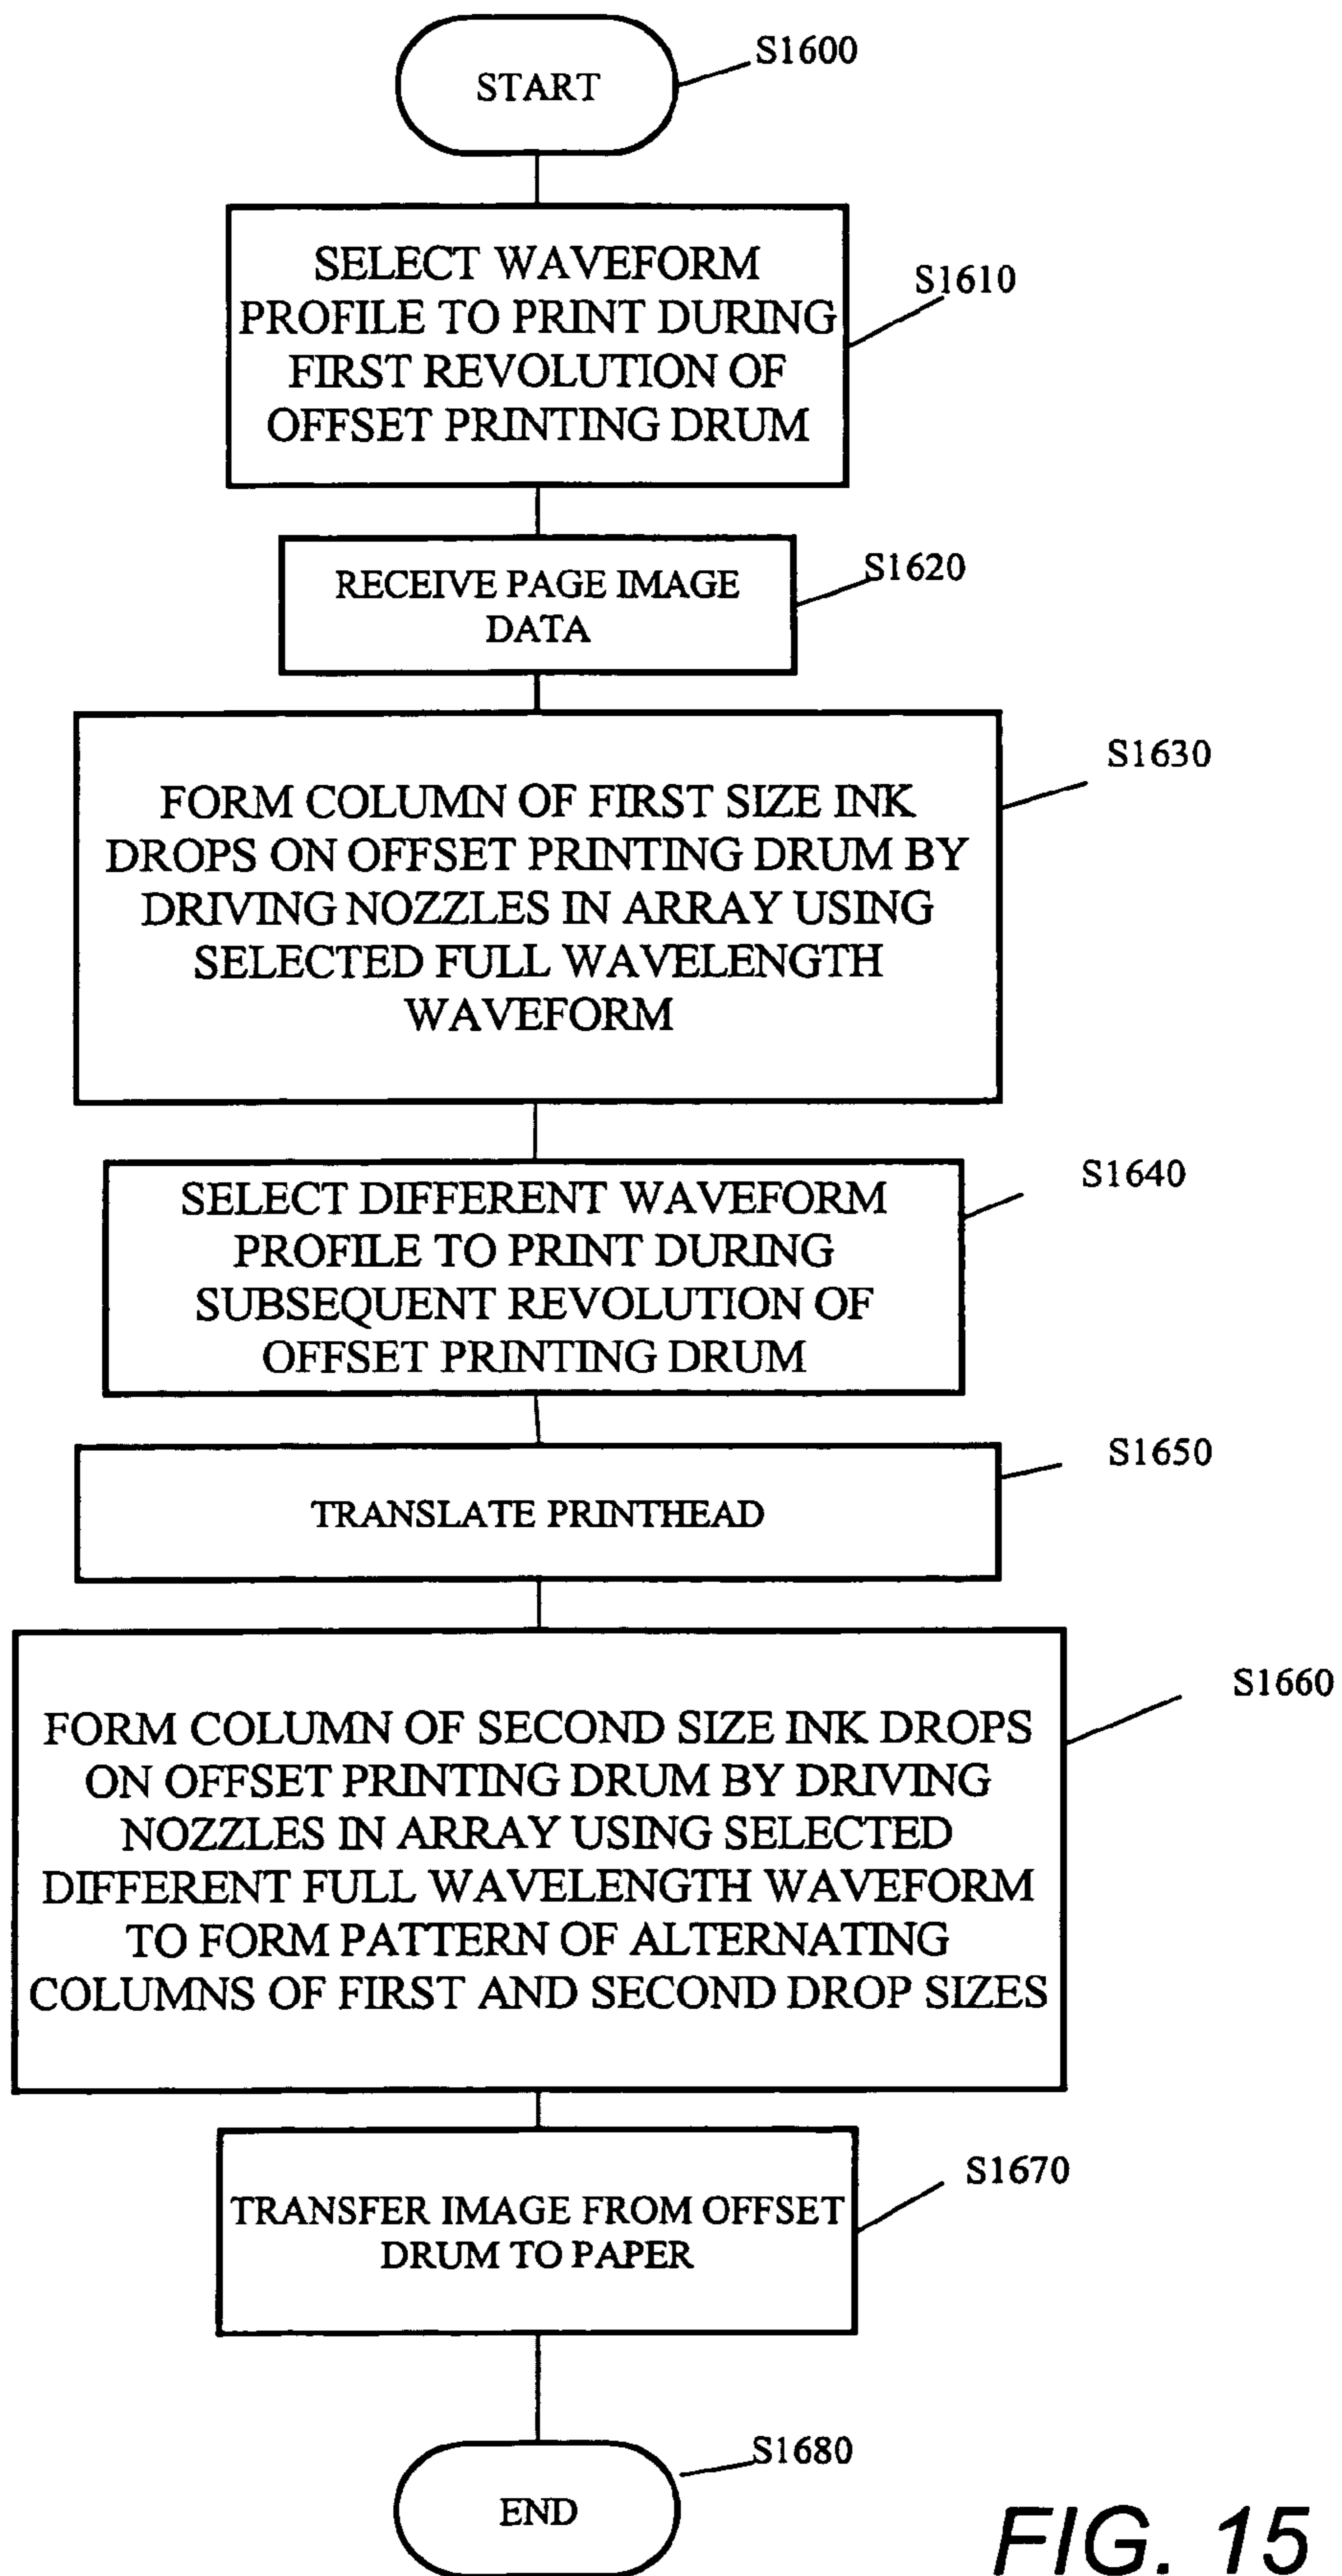 START
S1600
SELECT WAVEFORM
PROFILE TO PRINT DURING
FIRST REVOLUTION OF
OFFSET PRINTING DRUM
S1610
RECEIVE PAGE IMAGE
DATA
S1620
FORM COLUMN OF FIRST SIZE INK
DROPS ON OFFSET PRINTING DRUM BY
DRIVING NOZZLES IN ARRAY USING
SELECTED FULL WAVELENGTH
WAVEFORM
S1630
SELECT DIFFERENT WAVEFORM
PROFILE TO PRINT DURING
SUBSEQUENT REVOLUTION OF
OFFSET PRINTING DRUM
S1640
TRANSLATE PRINTHEAD
S1650
FORM COLUMN OF SECOND SIZE INK DROPS
ON OFFSET PRINTING DRUM BY DRIVING
NOZZLES IN ARRAY USING SELECTED
DIFFERENT FULL WAVELENGTH WAVEFORM
TO FORM PATTERN OF ALTERNATING
COLUMNS OF FIRST AND SECOND DROP SIZES
S1660
TRANSFER IMAGE FROM OFFSET
DRUM TO PAPER
S1670
END
S1680
FIG. 15